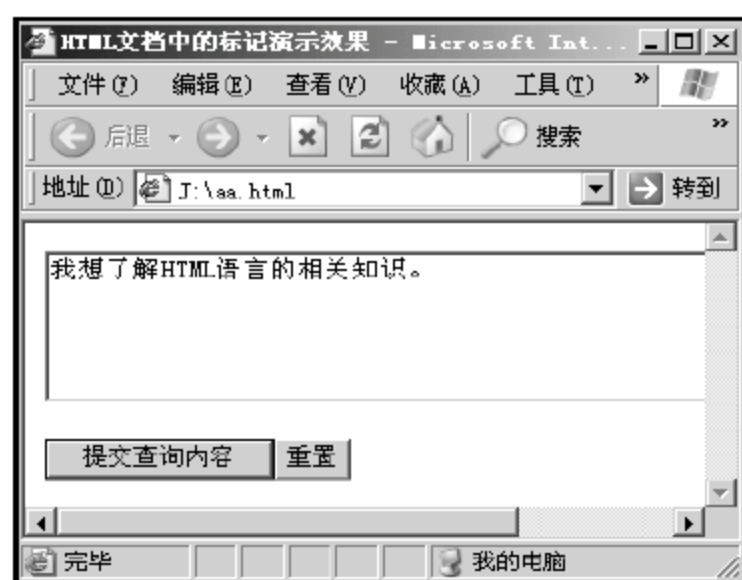 HTML文档中的标记演示效果 - Microsoft Int...
文件(F) 编辑(E) 查看(V) 收藏(A) 工具(T) »
后退 搜索 »
地址(D) J:\aa.html 转到
我想了解HTML语言的相关知识。
提交查询内容 重置
完毕 我的电脑